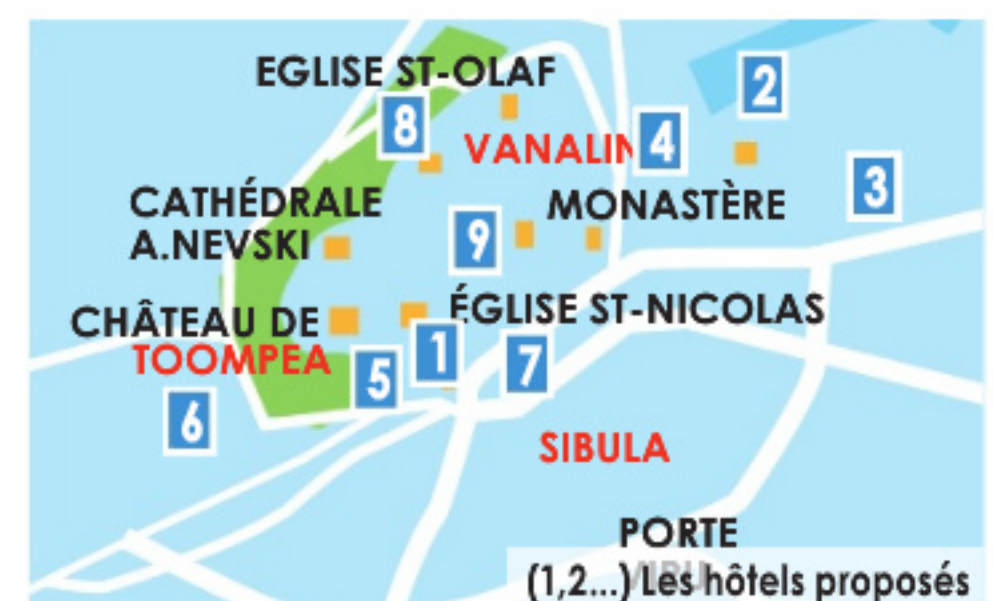 EGLISE ST-OLAF
2
8
VANALIN
4
3
CATHÉDRALE
A.NEVSKI
MONASTÈRE
9
CHÂTEAU DE
TOOMPEA
ÉGLISE ST-NICOLAS
1
5
7
6
SIBULA
PORTE
(1,2...) Les hôtels proposés